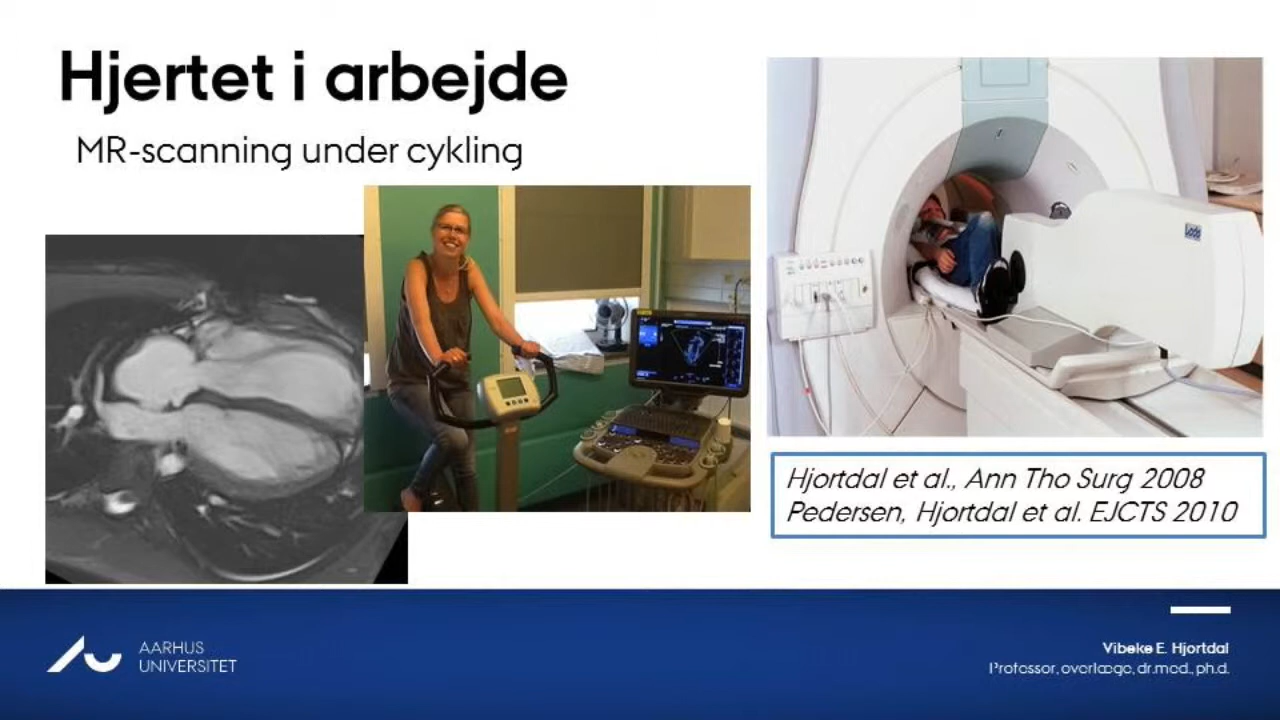 Hjertet i arbejde
MR-scanning under cykling
Lode
Hjortdal et al., Ann Tho Surg 2008
Pedersen, Hjortdal et al. EJCTS 2010
AARHUS
UNIVERSITET
Vibeke E. Hjortdal
Professor, overlæge, dr.med., ph.d.